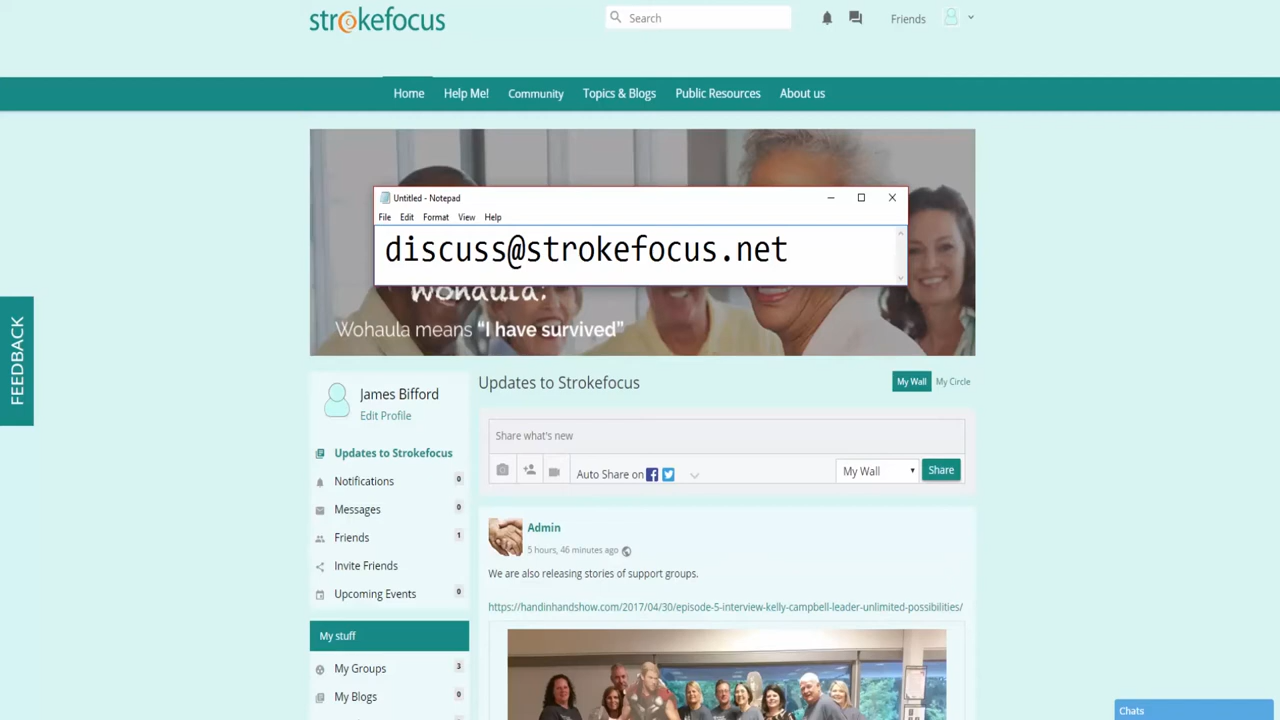 strokefocus
Search
Friends
Home Help Me! Community Topics & Blogs Public Resources About us
Untitled - Notepad
File Edit Format View Help
discuss@strokefocus.net
Wohaula:
Wohaula means “I have survived”
FEEDBACK
James Bifford
Edit Profile
Updates to Strokefocus
Notifications 0
Messages 0
Friends 1
Invite Friends
Upcoming Events 0
My stuff
My Groups 3
My Blogs 0
Updates to Strokefocus
My Wall My Circle
Share what's new
Auto Share on
My Wall
Share
Admin
5 hours, 46 minutes ago
We are also releasing stories of support groups.
https://handinhandshow.com/2017/04/30/episode-5-interview-kelly-campbell-leader-unlimited-possibilities/
Chats